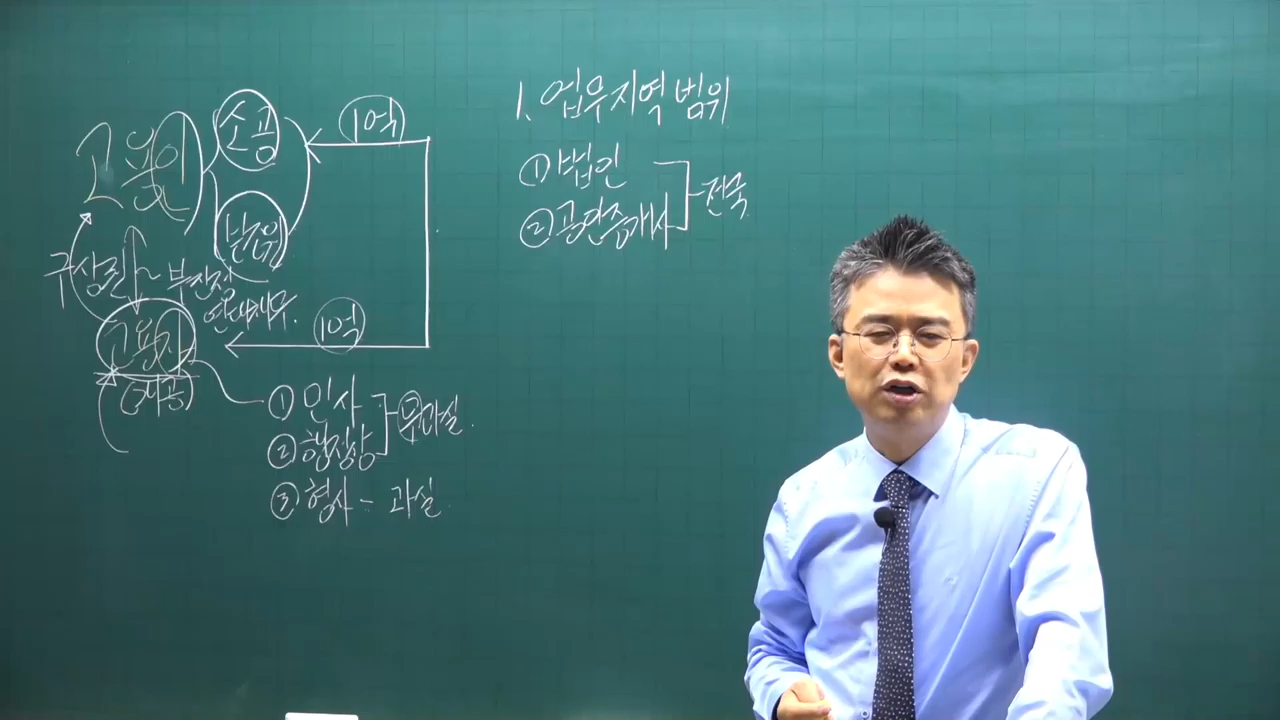 고용인
소공
1억
구상권~ 부진정
연대채무.
1억
고용자
(개공)
① 민사
② 행정상
무과실.
③ 형사 - 과실.
1. 업무지역 범위
① 법인
② 공인중개사
전국